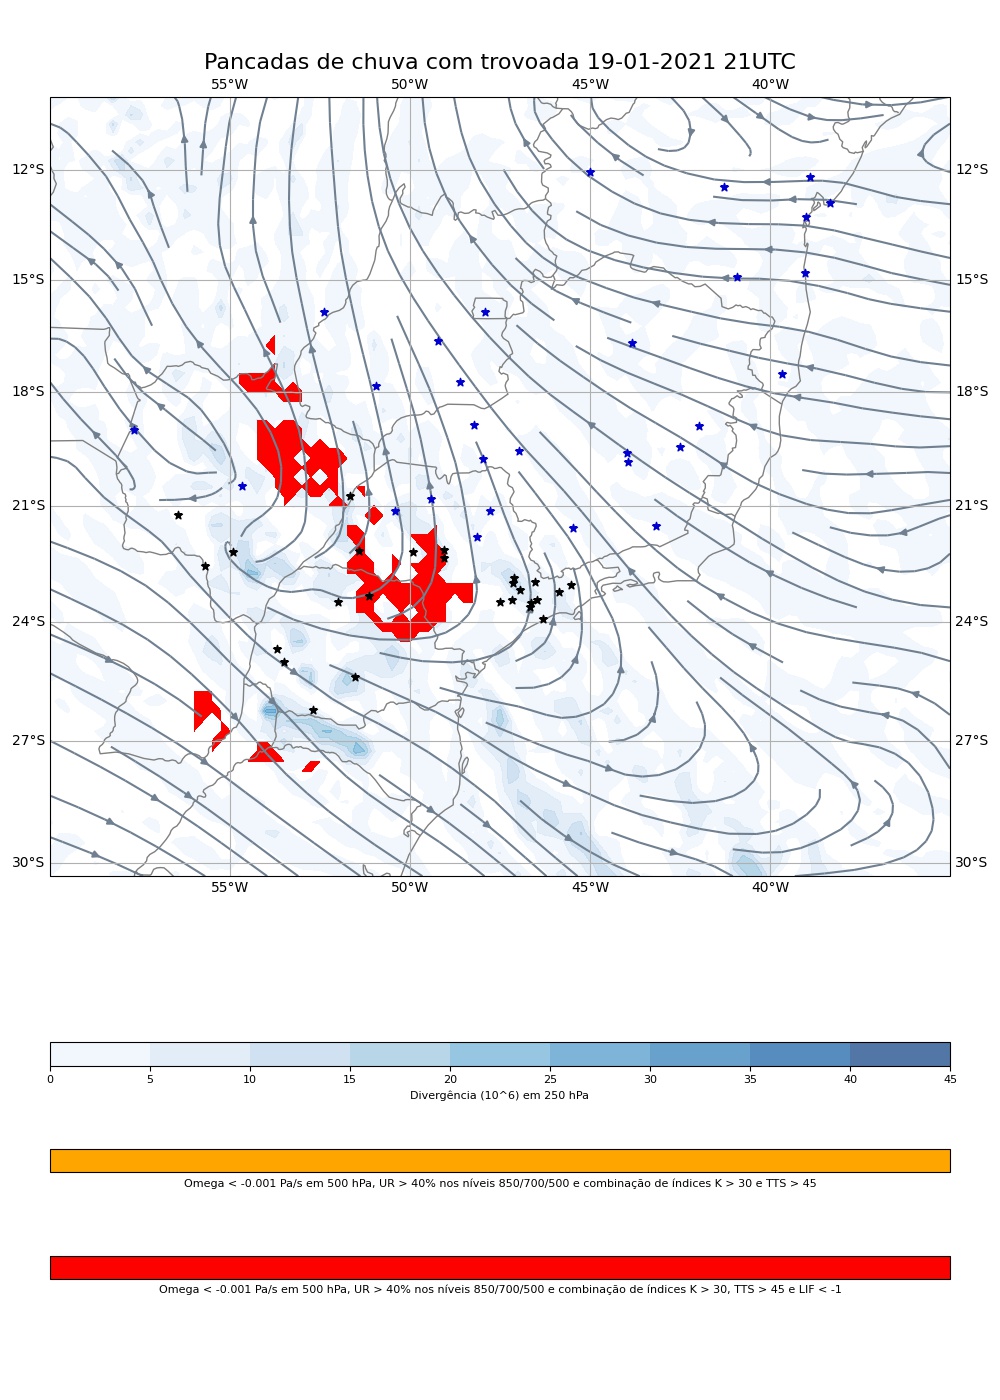 Pancadas de chuva com trovoada 19-01-2021 21UTC
55°W 50°W 45°W 40°W
12°S 12°S
15°S 15°S
18°S 18°S
21°S 21°S
24°S 24°S
27°S 27°S
30°S 30°S
55°W 50°W 45°W 40°W
0 5 10 15 20 25 30 35 40 45
Divergência (10^6) em 250 hPa
Omega < -0.001 Pa/s em 500 hPa, UR > 40% nos níveis 850/700/500 e combinação de índices K > 30 e TTS > 45
Omega < -0.001 Pa/s em 500 hPa, UR > 40% nos níveis 850/700/500 e combinação de índices K > 30, TTS > 45 e LIF < -1